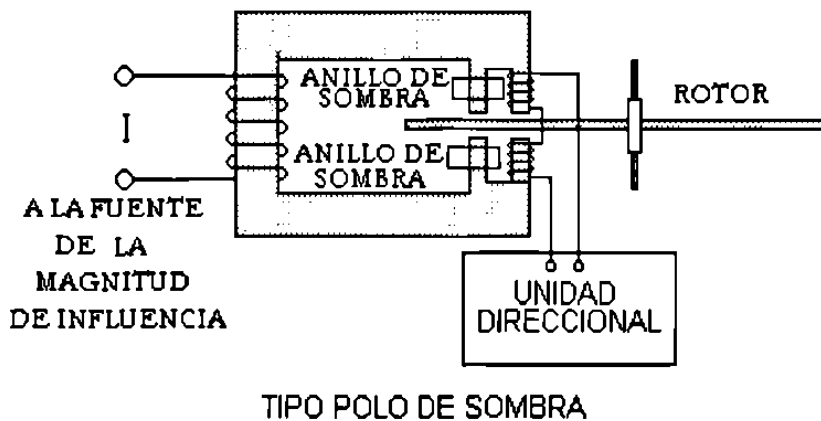 ANILLO DE
SOMBRA
ROTOR
I
ANILLO DE
SOMBRA
A LA FUENTE
DE LA
MAGNITUD
DE INFLUENCIA
UNIDAD
DIRECCIONAL
TIPO POLO DE SOMBRA